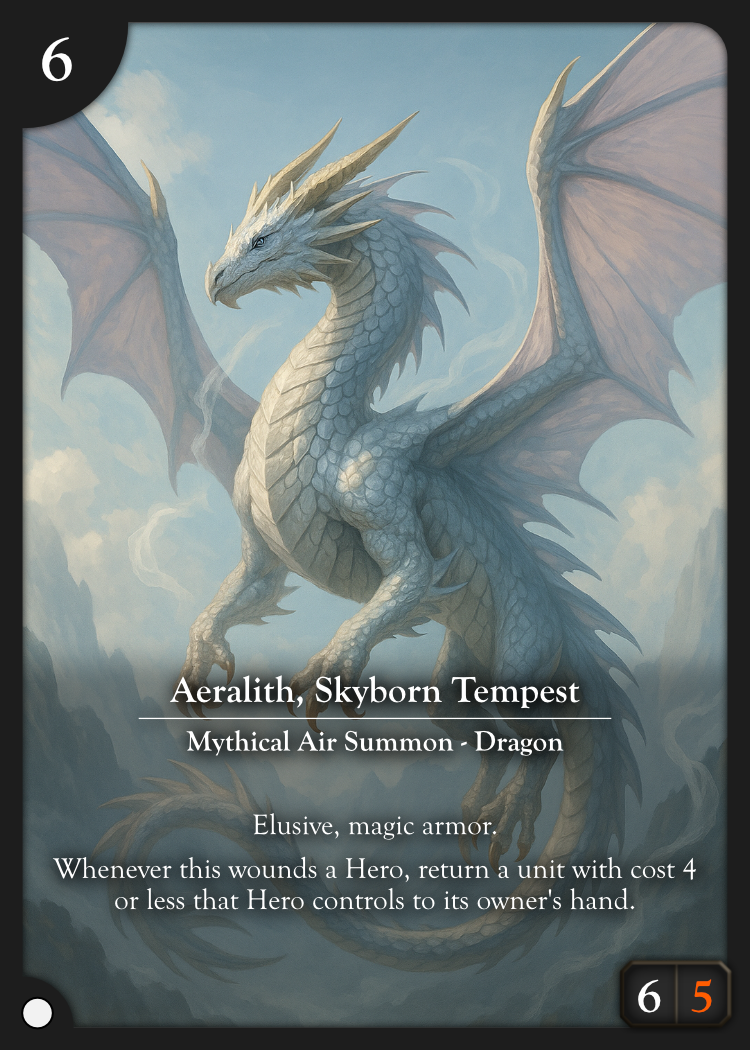 6
Aeralith, Skyborn Tempest
Mythical Air Summon - Dragon
Elusive, magic armor.
Whenever this wounds a Hero, return a unit with cost 4
or less that Hero controls to its owner's hand.
6 5